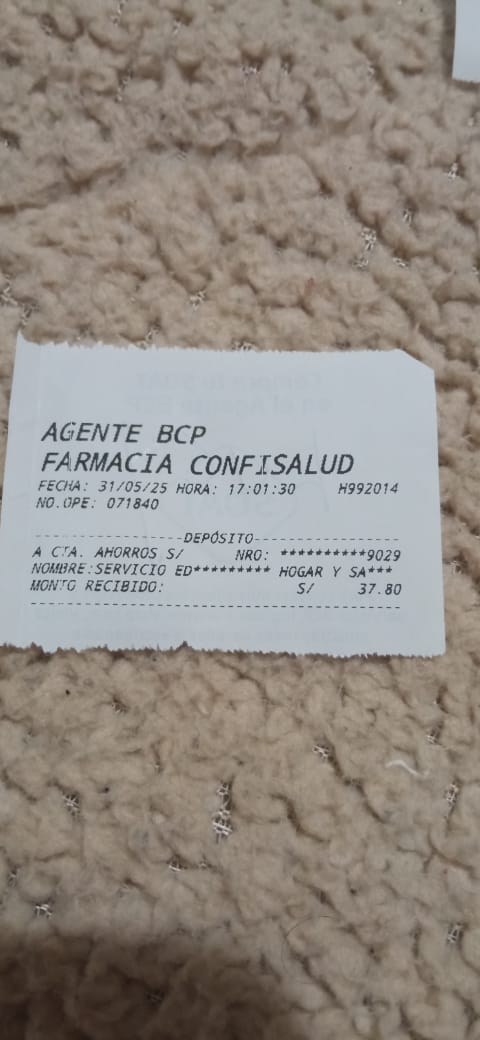 AGENTE BCP
FARMACIA CONFISALUD
FECHA: 31/05/25 HORA: 17:01:30 H992014
NO.OPE: 071840
-----------------DEPÓSITO-----------------
A CTA. AHORROS S/ NRO: **********9029
NOMBRE:SERVICIO ED********* HOGAR Y SA***
MONTO RECIBIDO: S/ 37.80
------------------------------------------